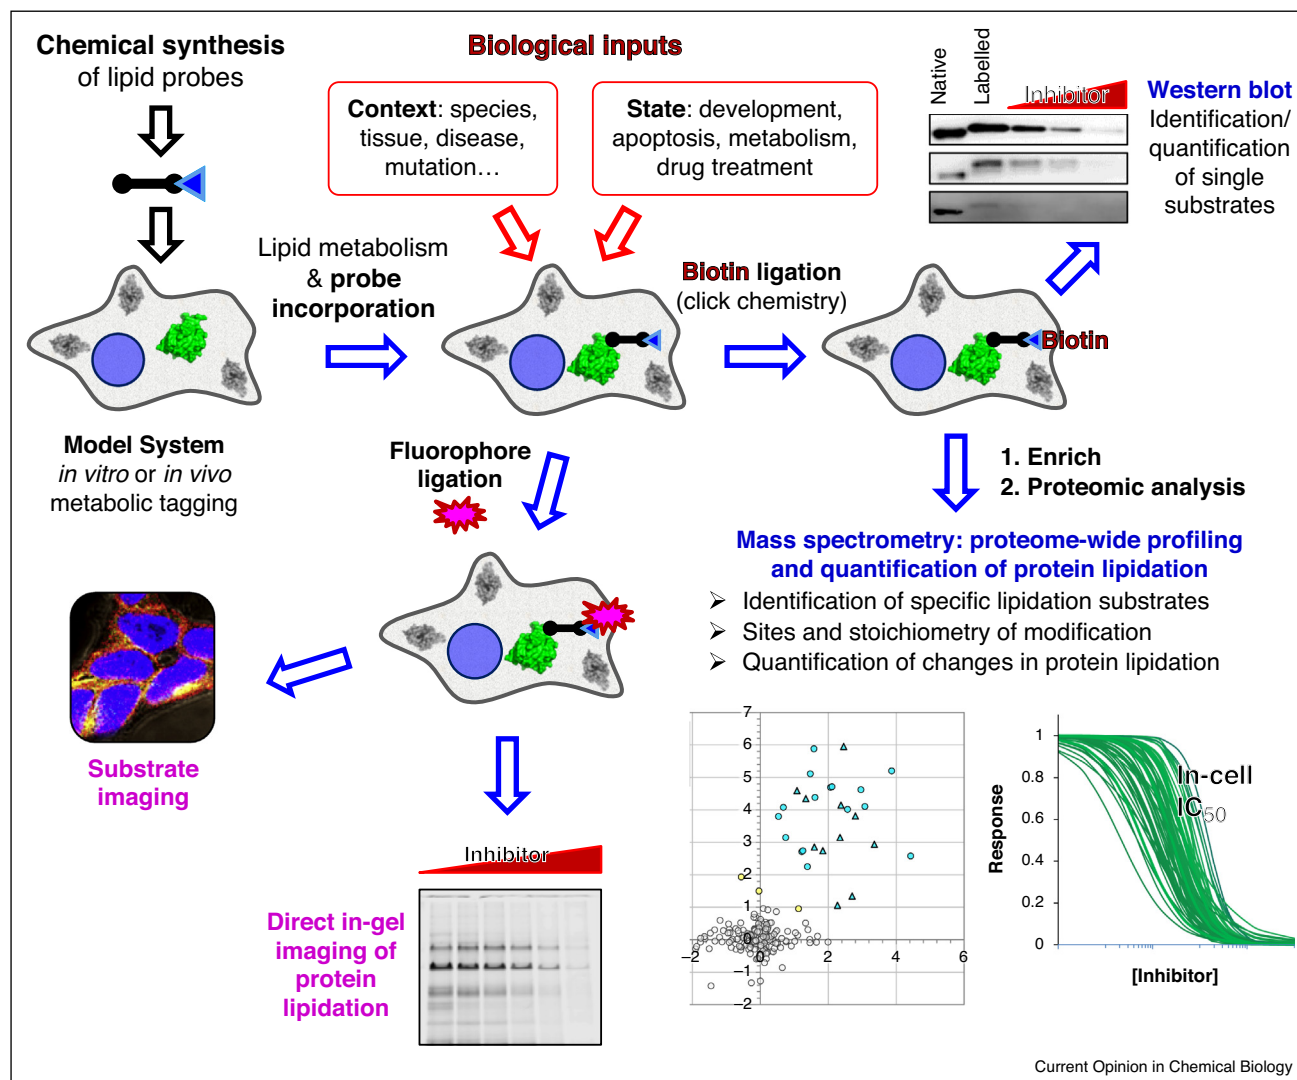 Chemical synthesis
of lipid probes
Biological inputs
Context: species,
tissue, disease,
mutation…
State: development,
apoptosis, metabolism,
drug treatment
Native
Labelled
Inhibitor
Western blot
Identification/
quantification
of single
substrates
Lipid metabolism
& probe
incorporation
Biotin ligation
(click chemistry)
Biotin
Model System
in vitro or in vivo
metabolic tagging
Fluorophore
ligation
1. Enrich
2. Proteomic analysis
Mass spectrometry: proteome-wide profiling
and quantification of protein lipidation
➢ Identification of specific lipidation substrates
➢ Sites and stoichiometry of modification
➢ Quantification of changes in protein lipidation
Substrate
imaging
Inhibitor
Direct in-gel
imaging of
protein
lipidation
7
6
5
4
3
2
1
0
−1
−2
−2
0
2
4
6
Response
1
0.8
0.6
0.4
0.2
0
In-cell
IC50
[Inhibitor]
Current Opinion in Chemical Biology